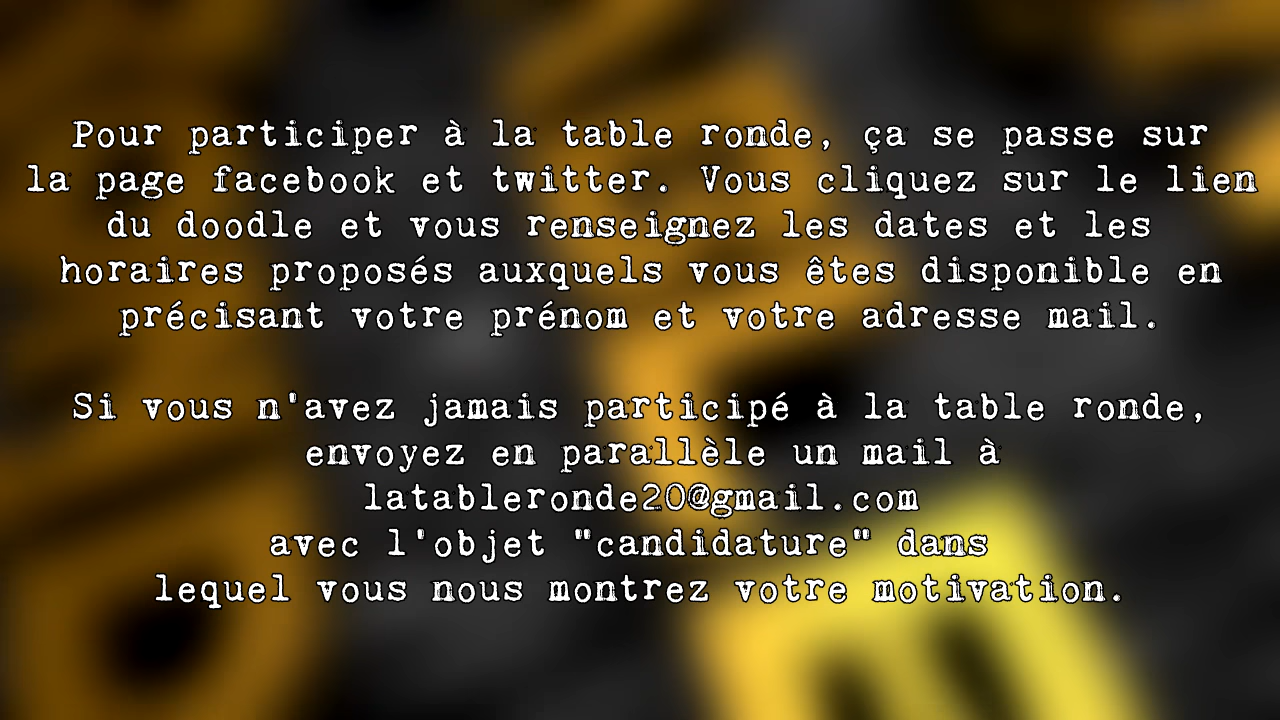 Pour participer à la table ronde, ça se passe sur
la page facebook et twitter. Vous cliquez sur le lien
du doodle et vous renseignez les dates et les
horaires proposés auxquels vous êtes disponible en
précisant votre prénom et votre adresse mail.
Si vous n'avez jamais participé à la table ronde,
envoyez en parallèle un mail à
latableronde20@gmail.com
avec l'objet "candidature" dans
lequel vous nous montrez votre motivation.